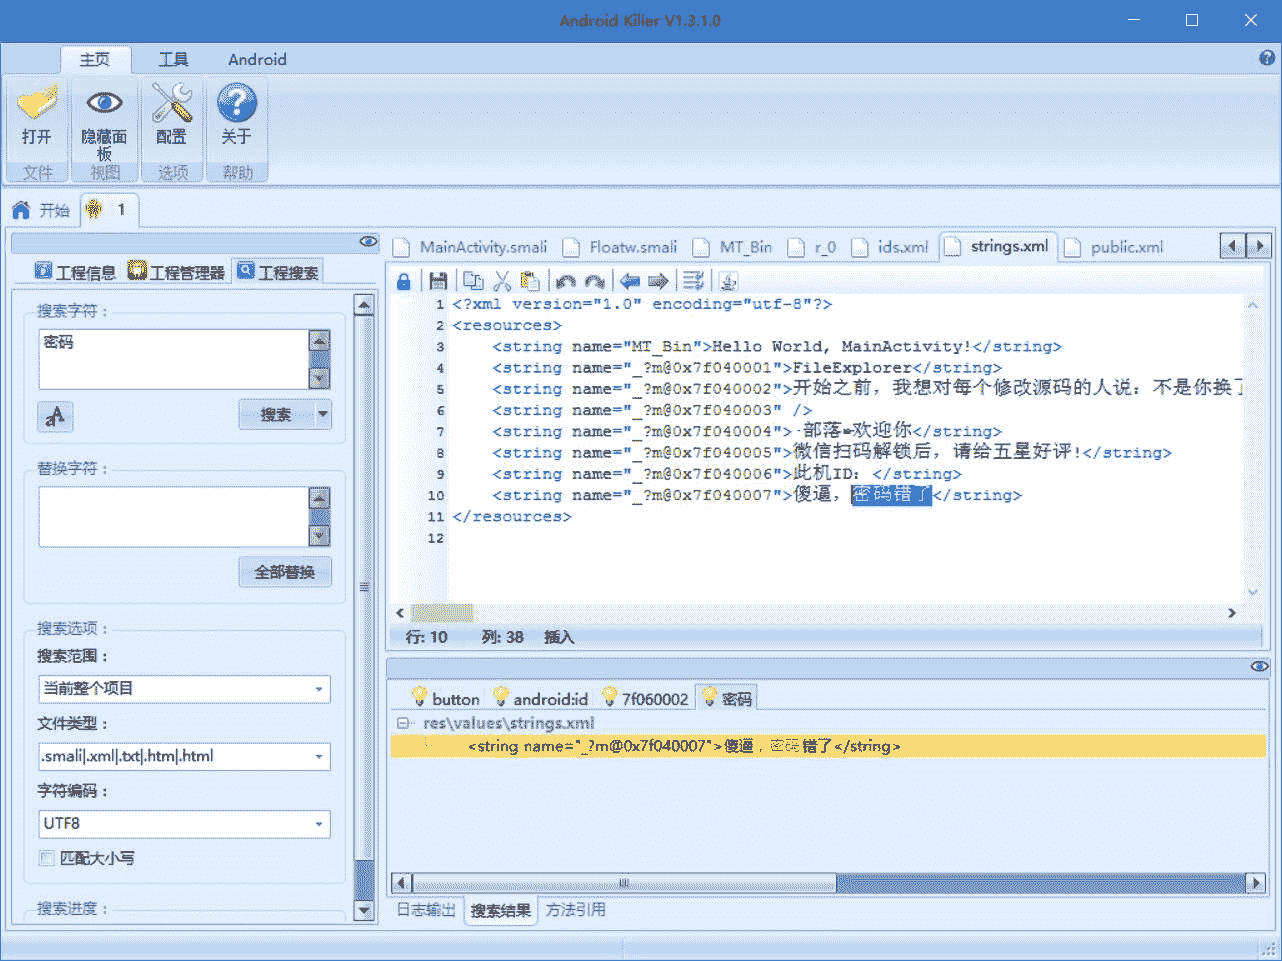 Android Killer V1.3.1.0
主页 工具 Android
打开 隐藏面板 配置 关于
文件 视图 选项 帮助
开始 1
工程信息 工程管理器 工程搜索
搜索字符：
密码
搜索
替换字符：
全部替换
搜索选项：
搜索范围：
当前整个项目
文件类型：
.smali|.xml|.txt|.htm|.html
字符编码：
UTF8
匹配大小写
搜索进度：
MainActivity.smali Floatw.smali MT_Bin r_0 ids.xml strings.xml public.xml
1 <?xml version="1.0" encoding="utf-8"?>
2 <resources>
3 <string name="MT_Bin">Hello World, MainActivity!</string>
4 <string name="_?m@0x7f040001">FileExplorer</string>
5 <string name="_?m@0x7f040002">开始之前，我想对每个修改源码的人说：不是你换了
6 <string name="_?m@0x7f040003" />
7 <string name="_?m@0x7f040004">·部落☛欢迎你</string>
8 <string name="_?m@0x7f040005">微信扫码解锁后，请给五星好评!</string>
9 <string name="_?m@0x7f040006">此机ID：</string>
10 <string name="_?m@0x7f040007">傻逼，密码错了</string>
11 </resources>
12
行: 10 列: 38 插入
button android:id 7f060002 密码
res\values\strings.xml
<string name="_?m@0x7f040007">傻逼，密码错了</string>
日志输出 搜索结果 方法引用